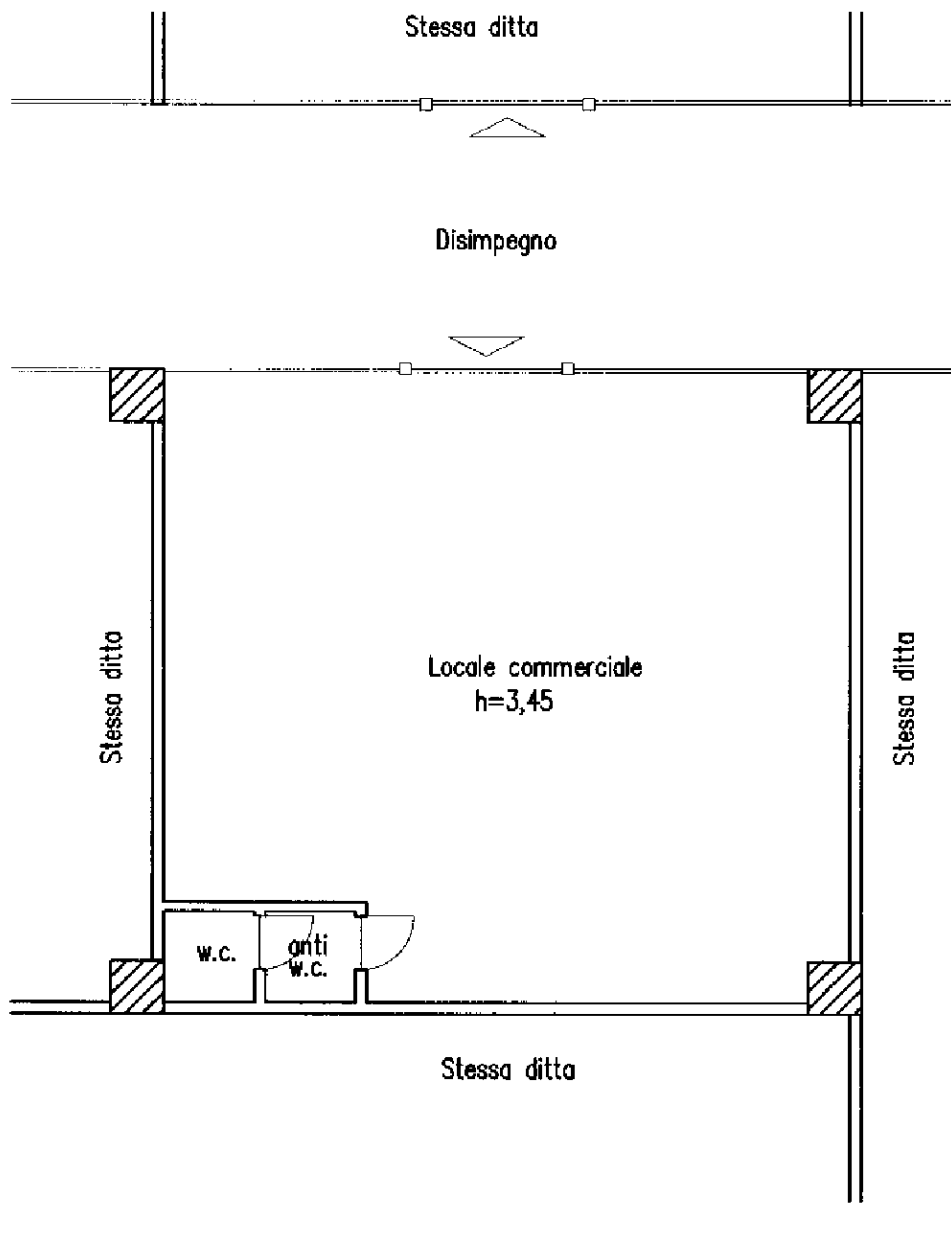 Stessa ditta
Disimpegno
Stessa ditta
Locale commerciale
h=3,45
Stessa ditta
w.c.
anti
w.c.
Stessa ditta